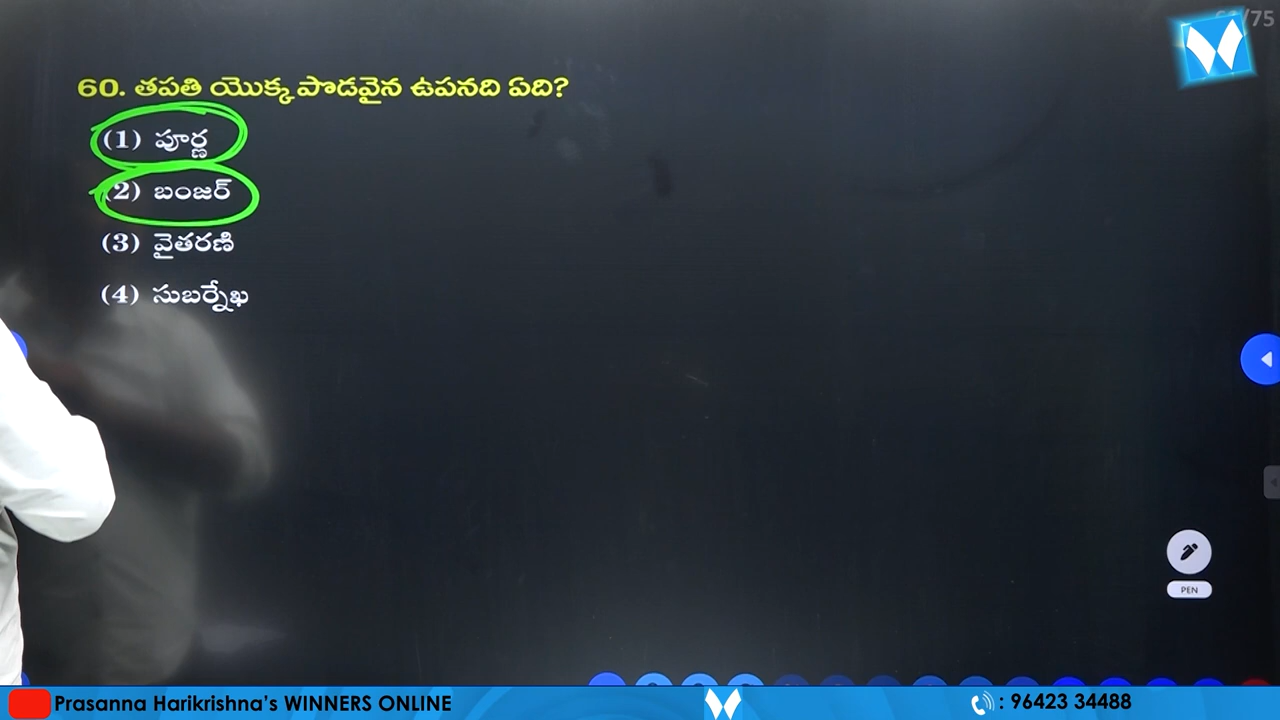 60. తపతి యొక్క పొడవైన ఉపనది ఏది?
(1) పూర్ణ
(2) బంజర్
(3) వైతరణి
(4) సుబర్నేఖ
PEN
Prasanna Harikrishna's WINNERS ONLINE
: 96423 34488